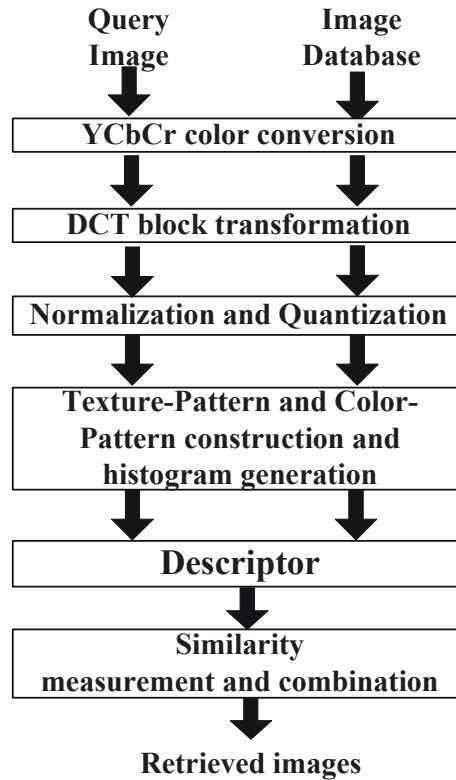 Query
Image
Image
Database
YCbCr color conversion
DCT block transformation
Normalization and Quantization
Texture-Pattern and Color-
Pattern construction and
histogram generation
Descriptor
Similarity
measurement and combination
Retrieved images